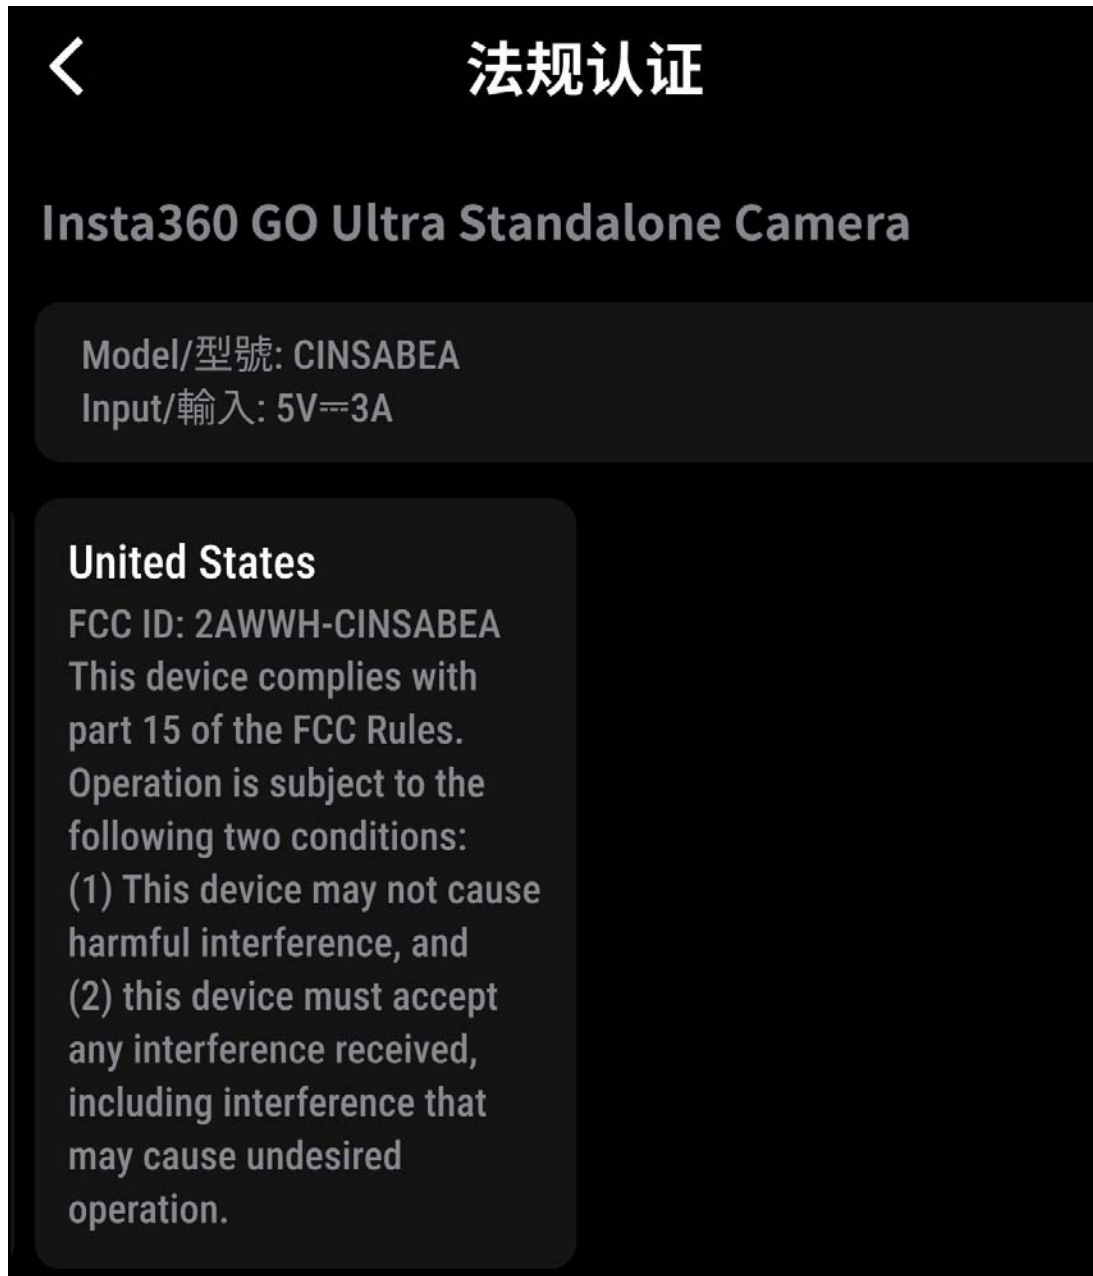 法规认证
Insta360 GO Ultra Standalone Camera
Model/型號: CINSABEA
Input/輸入: 5V⎓3A
United States
FCC ID: 2AWWH-CINSABEA
This device complies with
part 15 of the FCC Rules.
Operation is subject to the
following two conditions:
(1) This device may not cause
harmful interference, and
(2) this device must accept
any interference received,
including interference that
may cause undesired
operation.